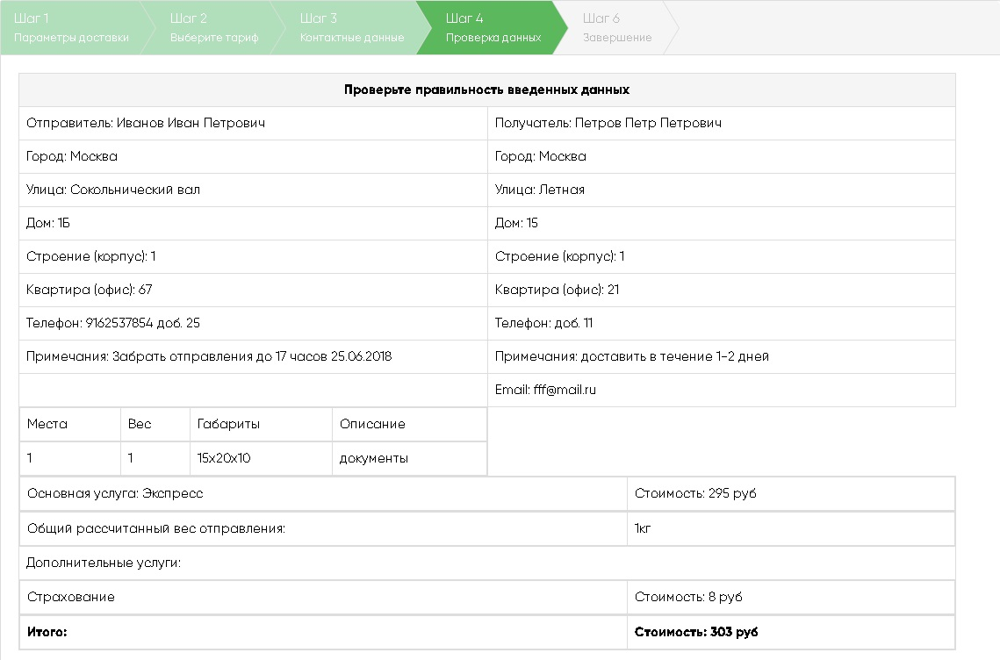 Шаг 1 Шаг 2 Шаг 3 Шаг 4 Шаг 6
Параметры доставки Выберите тариф Контактные данные Проверка данных Завершение
Проверьте правильность введенных данных
Отправитель: Иванов Иван Петрович Получатель: Петров Петр Петрович
Город: Москва Город: Москва
Улица: Сокольнический вал Улица: Летная
Дом: 1Б Дом: 15
Строение (корпус): 1 Строение (корпус): 1
Квартира (офис): 67 Квартира (офис): 21
Телефон: 9162537854 доб. 25 Телефон: доб. 11
Примечания: Забрать отправления до 17 часов 25.06.2018 Примечания: доставить в течение 1-2 дней
Email: fff@mail.ru
Места Вес Габариты Описание
1 1 15x20x10 документы
Основная услуга: Экспресс Стоимость: 295 руб
Общий рассчитанный вес отправления: 1кг
Дополнительные услуги:
Страхование Стоимость: 8 руб
Итого: Стоимость: 303 руб